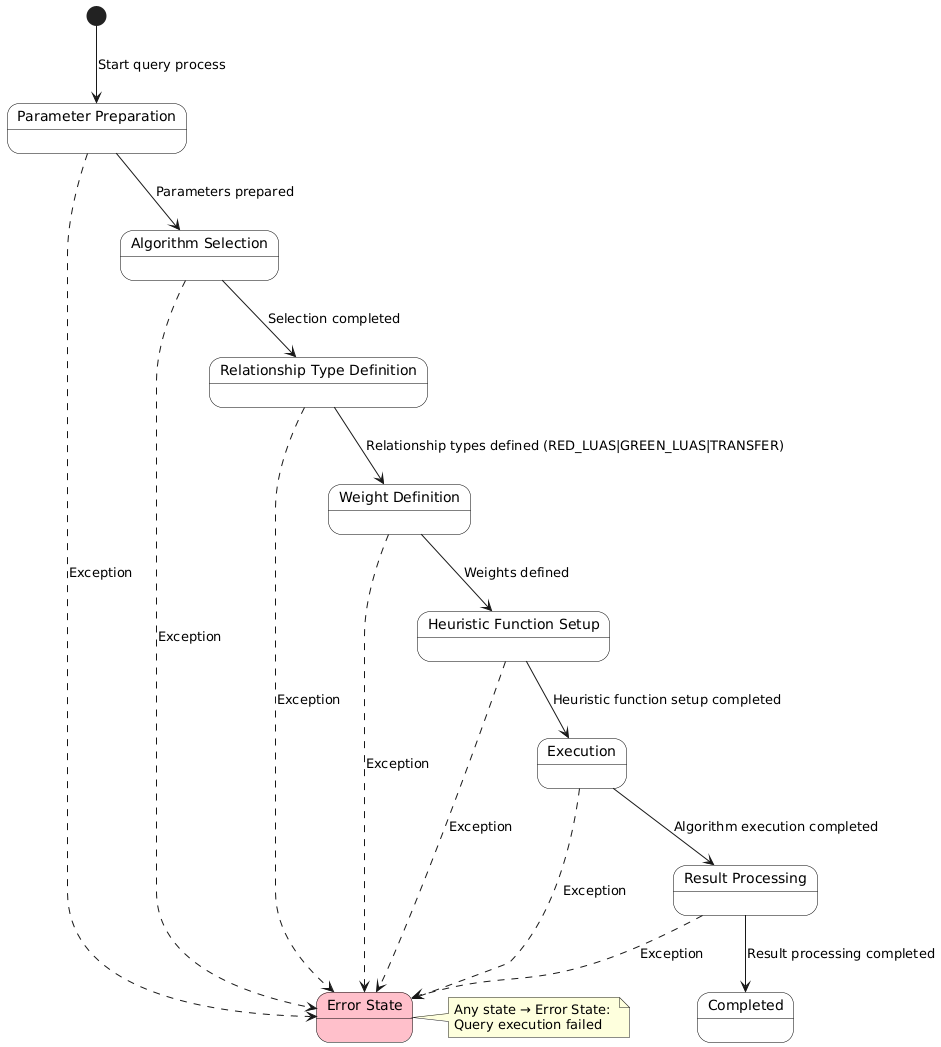 Start query process
Parameter Preparation
Parameters prepared
Algorithm Selection
Selection completed
Relationship Type Definition
Relationship types defined (RED_LUAS|GREEN_LUAS|TRANSFER)
Weight Definition
Exception
Weights defined
Heuristic Function Setup
Exception
Exception
Heuristic function setup completed
Execution
Exception
Exception
Algorithm execution completed
Result Processing
Exception
Exception
Result processing completed
Error State
Any state → Error State:
Query execution failed
Completed